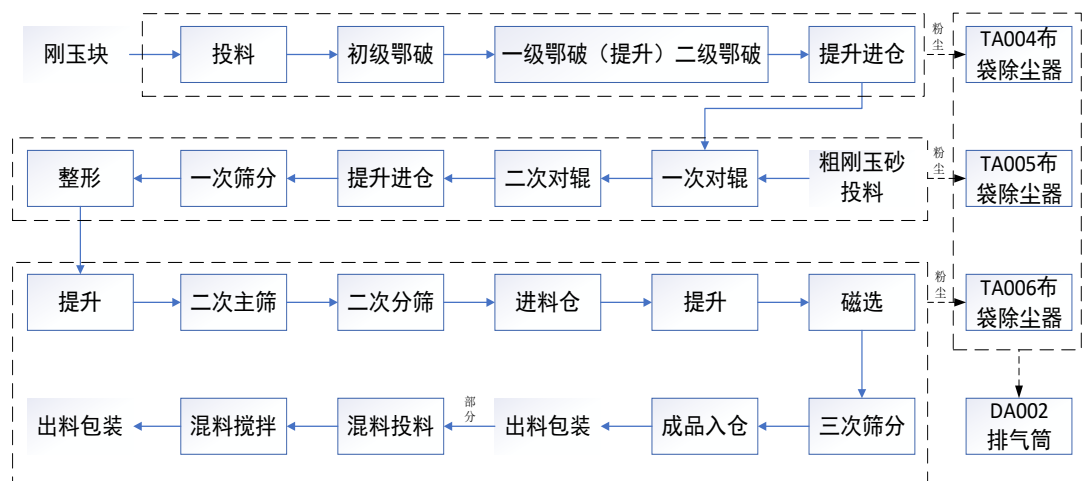 刚玉块
投料
初级鄂破
一级鄂破（提升）二级鄂破
提升进仓
粉尘
TA004布
袋除尘器
整形
一次筛分
提升进仓
二次对辊
一次对辊
粗刚玉砂
投料
粉尘
TA005布
袋除尘器
提升
二次主筛
二次分筛
进料仓
提升
磁选
粉尘
TA006布
袋除尘器
出料包装
混料搅拌
混料投料
部分
出料包装
成品入仓
三次筛分
DA002
排气筒